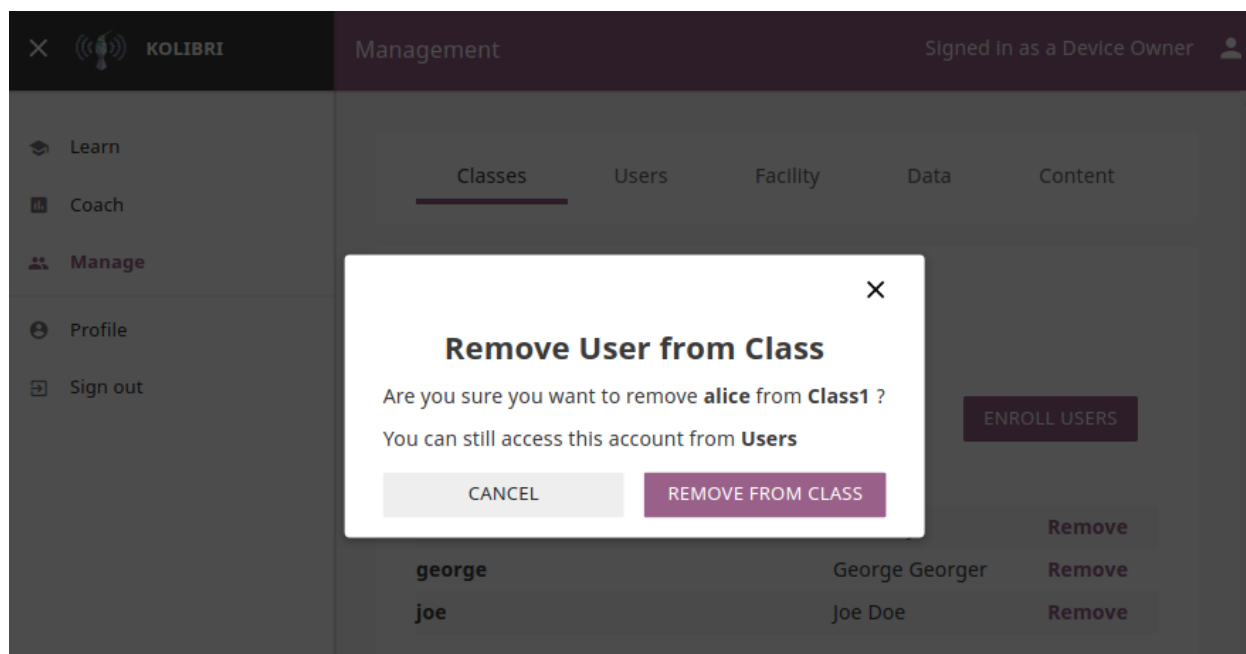 KOLIBRI
Management
Signed in as a Device Owner
Learn
Coach
Manage
Profile
Sign out
Classes Users Facility Data Content
Remove User from Class
Are you sure you want to remove alice from Class1 ?
You can still access this account from Users
CANCEL REMOVE FROM CLASS
ENROLL USERS
Remove
george George Georger Remove
joe Joe Doe Remove